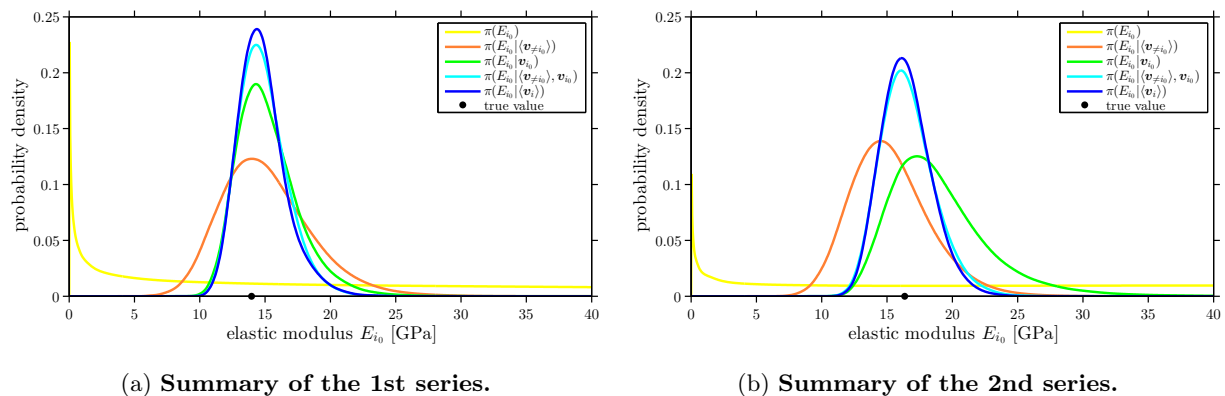 0.25
0.2
0.15
0.1
0.05
0
probability density
π(E_{i_0})
π(E_{i_0}|⟨v_{≠i_0}⟩)
π(E_{i_0}|v_{i_0})
π(E_{i_0}|⟨v_{≠i_0}⟩, v_{i_0})
π(E_{i_0}|⟨v_i⟩)
true value
0 5 10 15 20 25 30 35 40
elastic modulus E_{i_0} [GPa]
(a) Summary of the 1st series.
0.25
0.2
0.15
0.1
0.05
0
probability density
π(E_{i_0})
π(E_{i_0}|⟨v_{≠i_0}⟩)
π(E_{i_0}|v_{i_0})
π(E_{i_0}|⟨v_{≠i_0}⟩, v_{i_0})
π(E_{i_0}|⟨v_i⟩)
true value
0 5 10 15 20 25 30 35 40
elastic modulus E_{i_0} [GPa]
(b) Summary of the 2nd series.